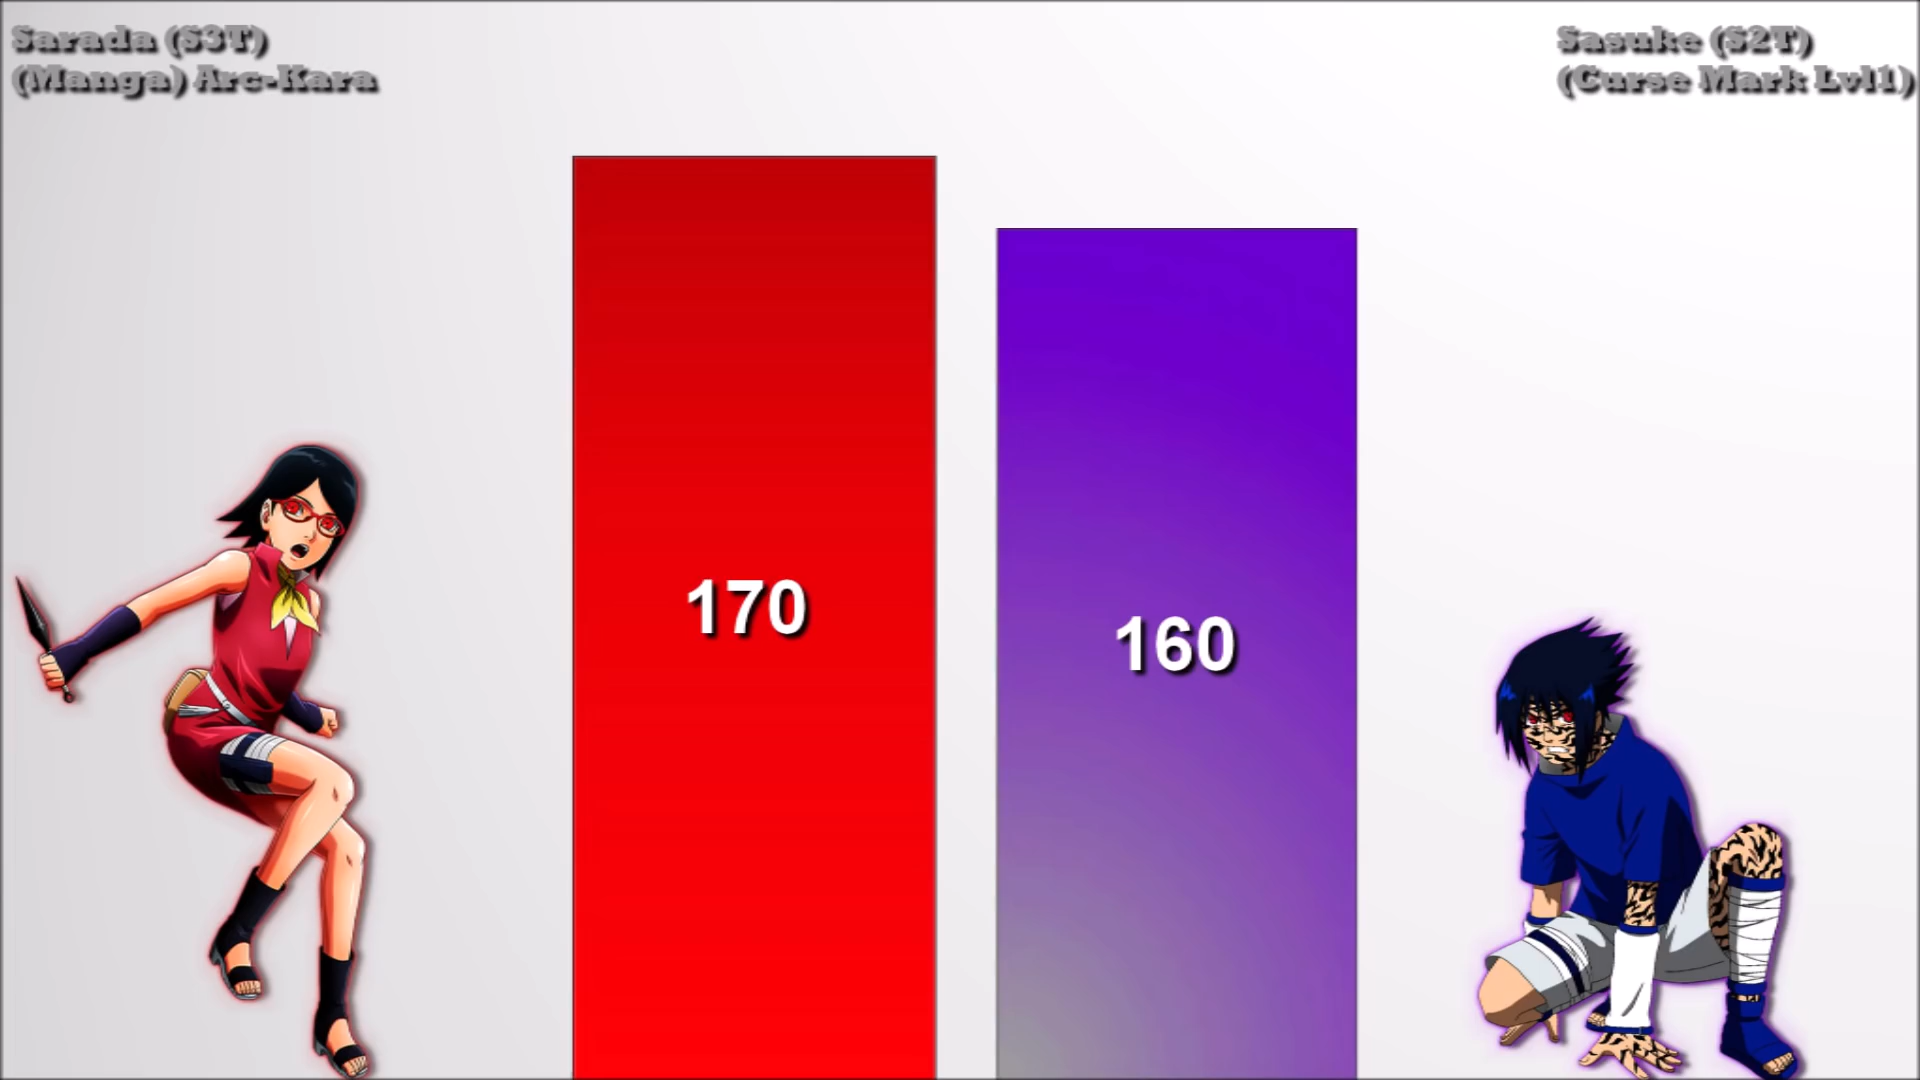 Sarada (S3T)
(Manga) Arc-Kara
Sasuke (S2T)
(Curse Mark Lvl1)
170
160